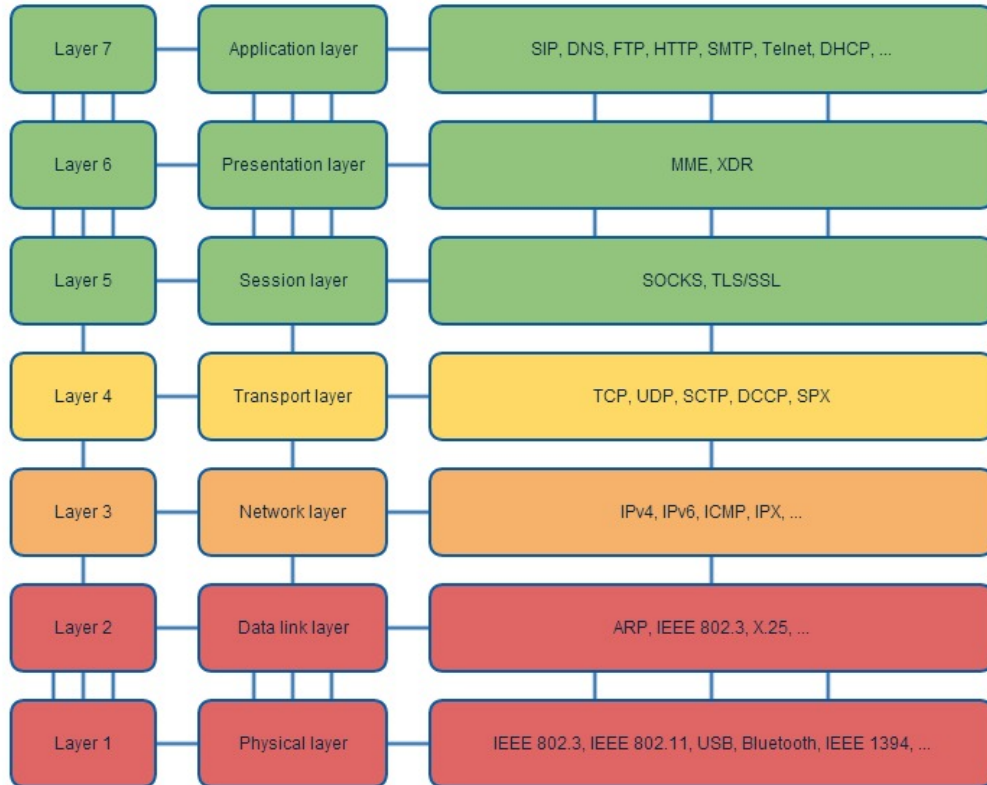 Layer 7 Application layer SIP, DNS, FTP, HTTP, SMTP, Telnet, DHCP, ...
Layer 6 Presentation layer MME, XDR
Layer 5 Session layer SOCKS, TLS/SSL
Layer 4 Transport layer TCP, UDP, SCTP, DCCP, SPX
Layer 3 Network layer IPv4, IPv6, ICMP, IPX, ...
Layer 2 Data link layer ARP, IEEE 802.3, X.25, ...
Layer 1 Physical layer IEEE 802.3, IEEE 802.11, USB, Bluetooth, IEEE 1394, ...